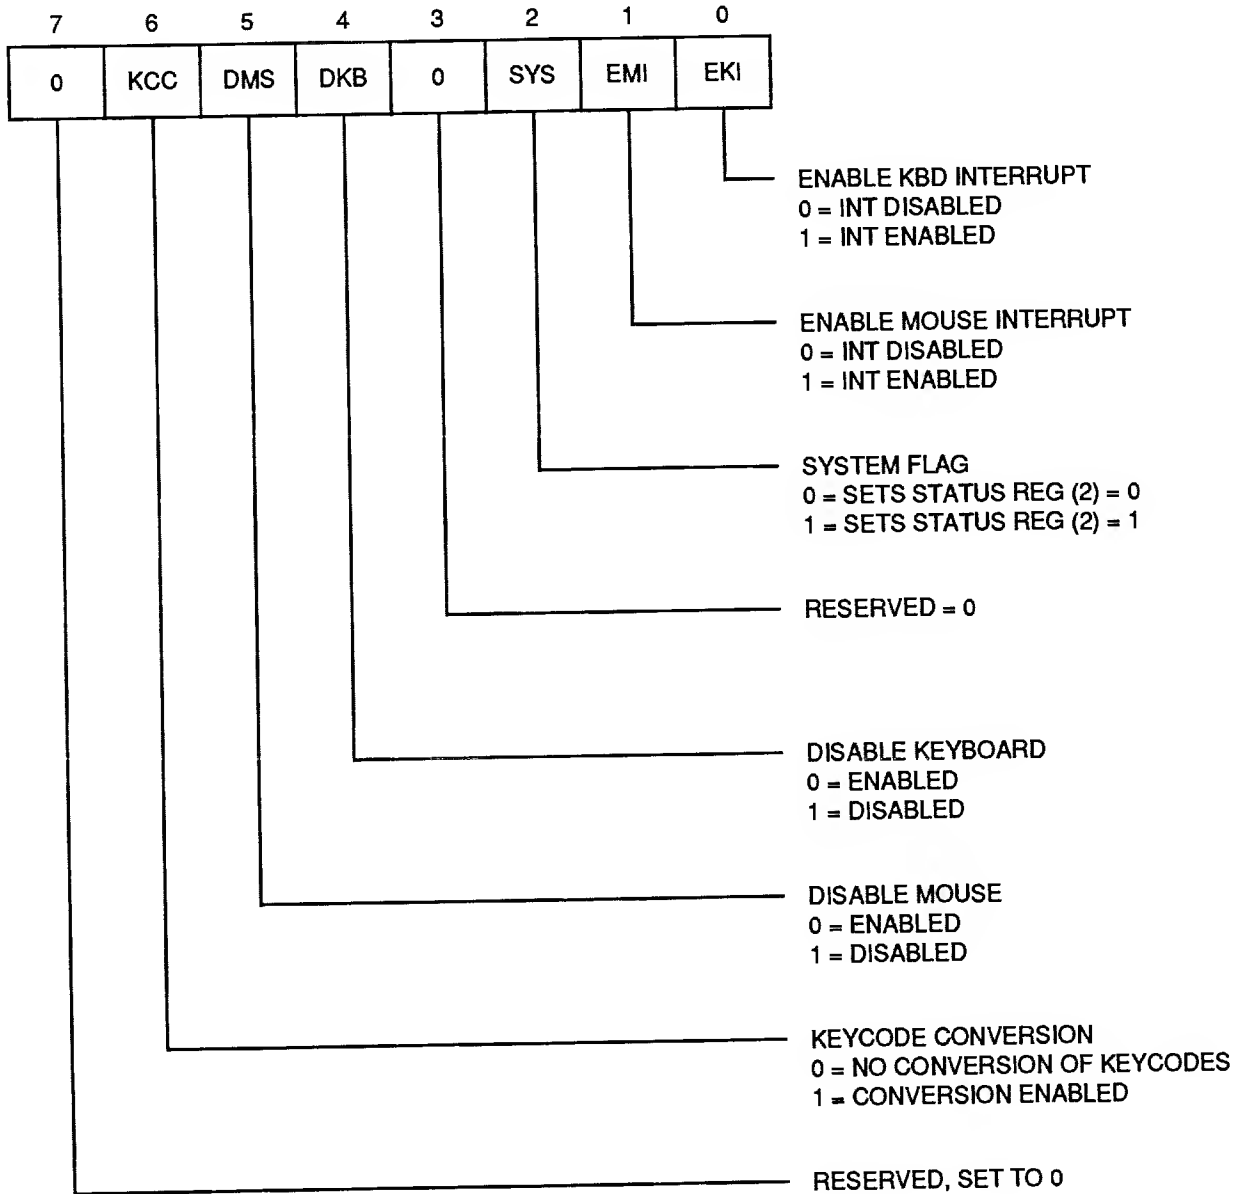 7 6 5 4 3 2 1 0
0 KCC DMS DKB 0 SYS EMI EKI
ENABLE KBD INTERRUPT
0 = INT DISABLED
1 = INT ENABLED
ENABLE MOUSE INTERRUPT
0 = INT DISABLED
1 = INT ENABLED
SYSTEM FLAG
0 = SETS STATUS REG (2) = 0
1 = SETS STATUS REG (2) = 1
RESERVED = 0
DISABLE KEYBOARD
0 = ENABLED
1 = DISABLED
DISABLE MOUSE
0 = ENABLED
1 = DISABLED
KEYCODE CONVERSION
0 = NO CONVERSION OF KEYCODES
1 = CONVERSION ENABLED
RESERVED, SET TO 0